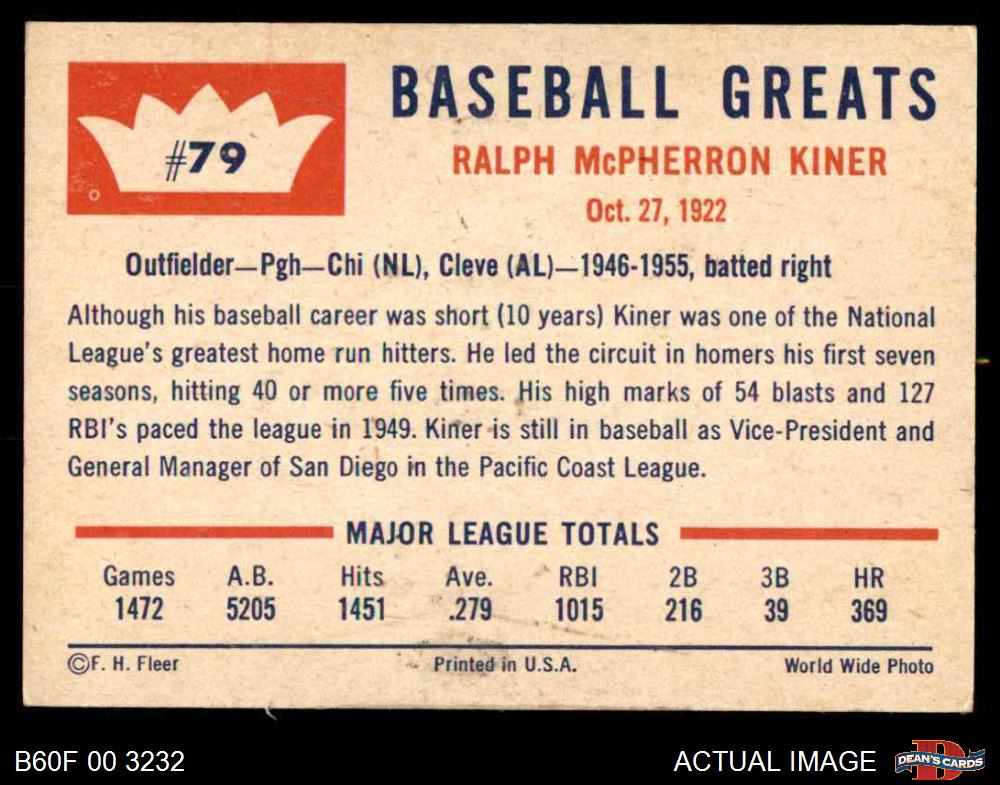 #79
BASEBALL GREATS
RALPH McPHERRON KINER
Oct. 27, 1922
Outfielder—Pgh—Chi (NL), Cleve (AL)—1946-1955, batted right
Although his baseball career was short (10 years) Kiner was one of the National
League's greatest home run hitters. He led the circuit in homers his first seven
seasons, hitting 40 or more five times. His high marks of 54 blasts and 127
RBI's paced the league in 1949. Kiner is still in baseball as Vice-President and
General Manager of San Diego in the Pacific Coast League.
MAJOR LEAGUE TOTALS
Games A.B. Hits Ave. RBI 2B 3B HR
1472 5205 1451 .279 1015 216 39 369
©F. H. Fleer Printed in U.S.A. World Wide Photo
B60F 00 3232 ACTUAL IMAGE DEAN'S CARDS